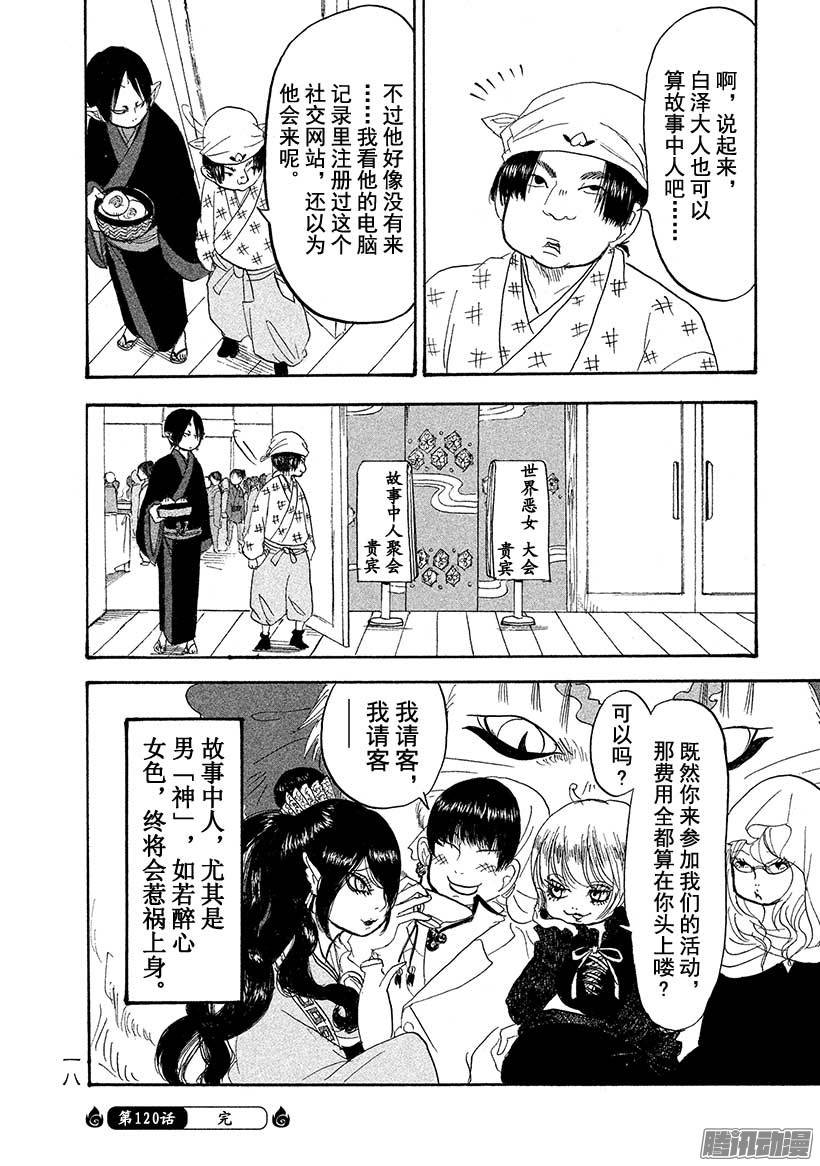 啊，说起来，
白泽大人也可以
算故事中人吧……
不过他好像没有来
……我看他的电脑
记录里注册过这个
社交网站，还以为
他会来呢。
故事中人聚会
贵宾
世界恶女 大会
贵宾
可以吗？
既然你来参加我们的活动，
那费用全都算在你头上喽？
我请客，
我请客
——
故事中人，尤其是
男「神」，如若醉心
女色，终将会惹祸上身。
一八
第120话 完
腾讯动漫